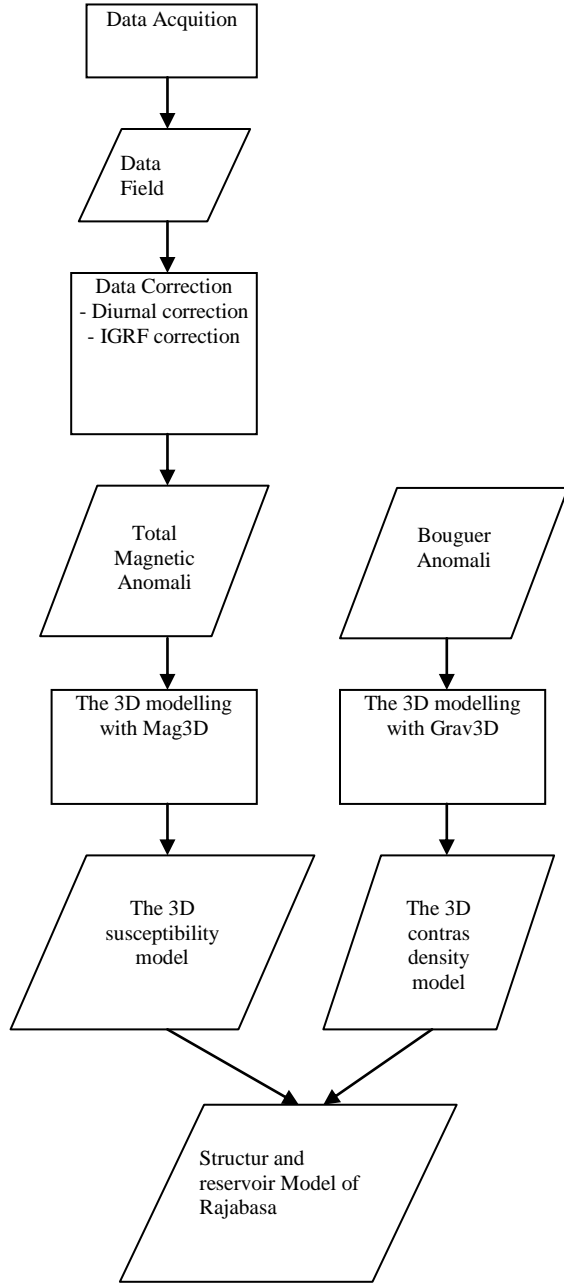 Data Acquition
Data
Field
Data Correction
- Diurnal correction
- IGRF correction
Total
Magnetic
Anomali
Bouguer
Anomali
The 3D modelling
with Mag3D
The 3D modelling
with Grav3D
The 3D
susceptibility
model
The 3D
contras
density
model
Structur and
reservoir Model of
Rajabasa